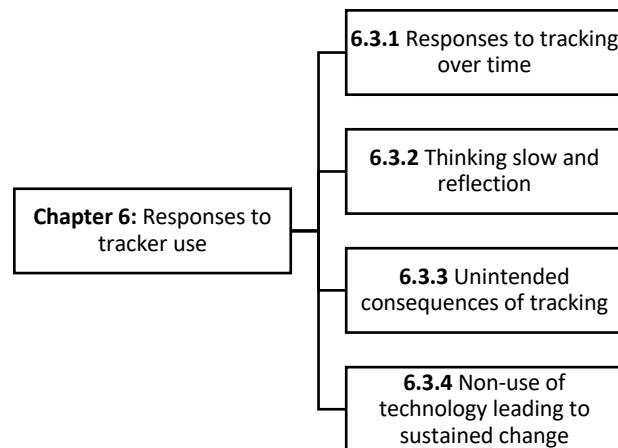 6.3.1 Responses to tracking
over time
6.3.2 Thinking slow and
reflection
Chapter 6: Responses to
tracker use
6.3.3 Unintended
consequences of tracking
6.3.4 Non-use of
technology leading to
sustained change